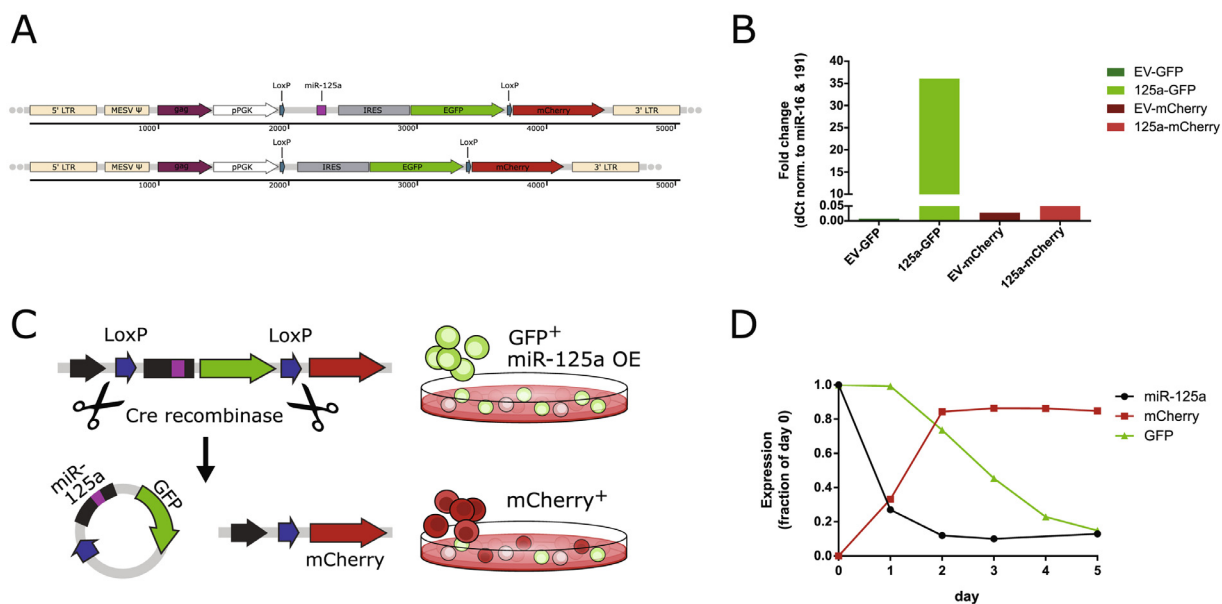 A
LoxP miR-125a LoxP
5' LTR MESV Ψ gag pPGK IRES EGFP mCherry 3' LTR
1000 2000 3000 4000 5000
LoxP LoxP
5' LTR MESV Ψ gag pPGK IRES EGFP mCherry 3' LTR
1000 2000 3000 4000 5000
B
Fold change
(dCt norm. to miR-16 & 191)
40
35
30
25
20
15
10
0.05
0.00
EV-GFP
125a-GFP
EV-mCherry
125a-mCherry
EV-GFP
125a-GFP
EV-mCherry
125a-mCherry
C
LoxP LoxP
Cre recombinase
miR-
125a
GFP
mCherry
GFP+
miR-125a OE
mCherry+
D
Expression
(fraction of day 0)
1.0
0.8
0.6
0.4
0.2
0.0
0 1 2 3 4 5
day
miR-125a
mCherry
GFP